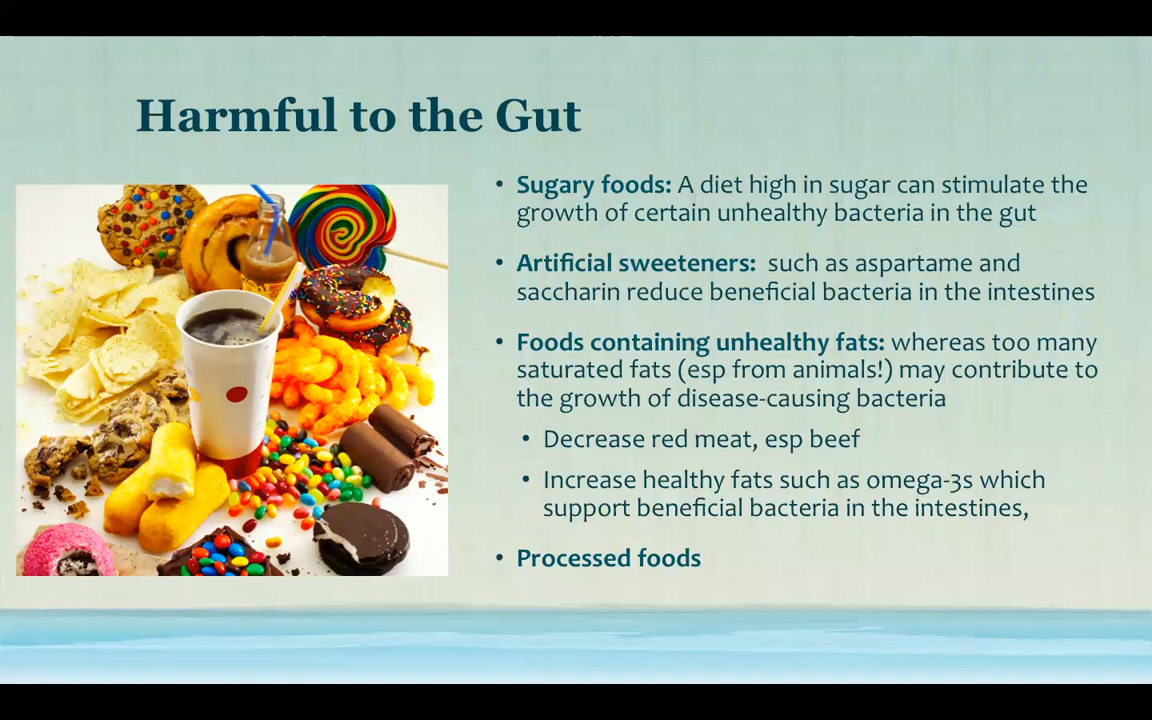 Harmful to the Gut
• Sugary foods: A diet high in sugar can stimulate the
growth of certain unhealthy bacteria in the gut
• Artificial sweeteners:  such as aspartame and
saccharin reduce beneficial bacteria in the intestines
• Foods containing unhealthy fats: whereas too many
saturated fats (esp from animals!) may contribute to
the growth of disease-causing bacteria
• Decrease red meat, esp beef
• Increase healthy fats such as omega-3s which
support beneficial bacteria in the intestines,
• Processed foods